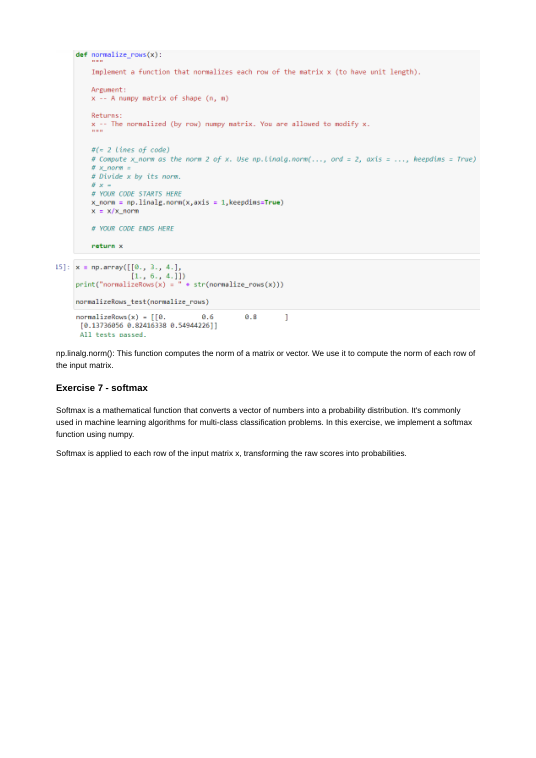 def normalize_rows(x):
"""
Implement a function that normalizes each row of the matrix x (to have unit length).
Argument:
x -- A numpy matrix of shape (n, m)
Returns:
x -- The normalized (by row) numpy matrix. You are allowed to modify x.
"""
#(≈ 2 lines of code)
# Compute x_norm as the norm 2 of x. Use np.linalg.norm(..., ord = 2, axis = ..., keepdims = True)
# x_norm =
# Divide x by its norm.
# x =
# YOUR CODE STARTS HERE
x_norm = np.linalg.norm(x,axis = 1,keepdims=True)
x = x/x_norm
# YOUR CODE ENDS HERE
return x
15]: x = np.array([[0., 3., 4.],
[1., 6., 4.]])
print("normalizeRows(x) = " + str(normalize_rows(x)))
normalizeRows_test(normalize_rows)
normalizeRows(x) = [[0. 0.6 0.8 ]
[0.13736056 0.82416338 0.54944226]]
All tests passed.
np.linalg.norm(): This function computes the norm of a matrix or vector. We use it to compute the norm of each row of
the input matrix.
Exercise 7 - softmax
Softmax is a mathematical function that converts a vector of numbers into a probability distribution. It's commonly
used in machine learning algorithms for multi-class classification problems. In this exercise, we implement a softmax
function using numpy.
Softmax is applied to each row of the input matrix x, transforming the raw scores into probabilities.